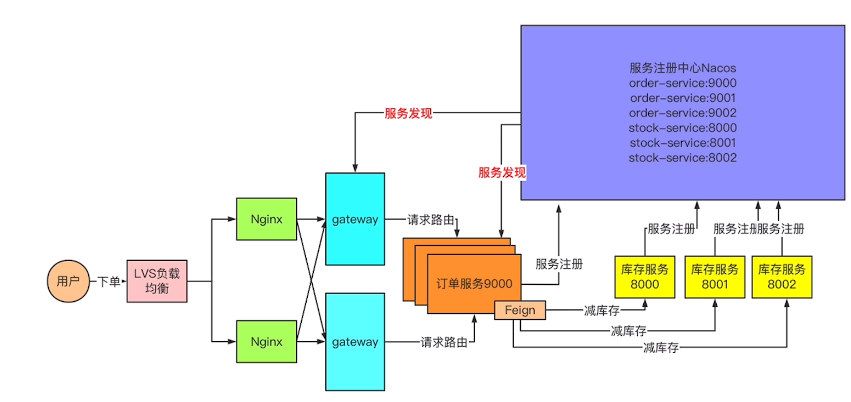 服务注册中心Nacos
order-service:9000
order-service:9001
order-service:9002
stock-service:8000
stock-service:8001
stock-service:8002
服务发现
服务发现
Nginx
gateway
请求路由
服务注册
服务注册
服务注册
服务注册
用户
下单
LVS负载
均衡
订单服务9000
库存服务
8000
库存服务
8001
库存服务
8002
Feign
减库存
减库存
减库存
Nginx
gateway
请求路由